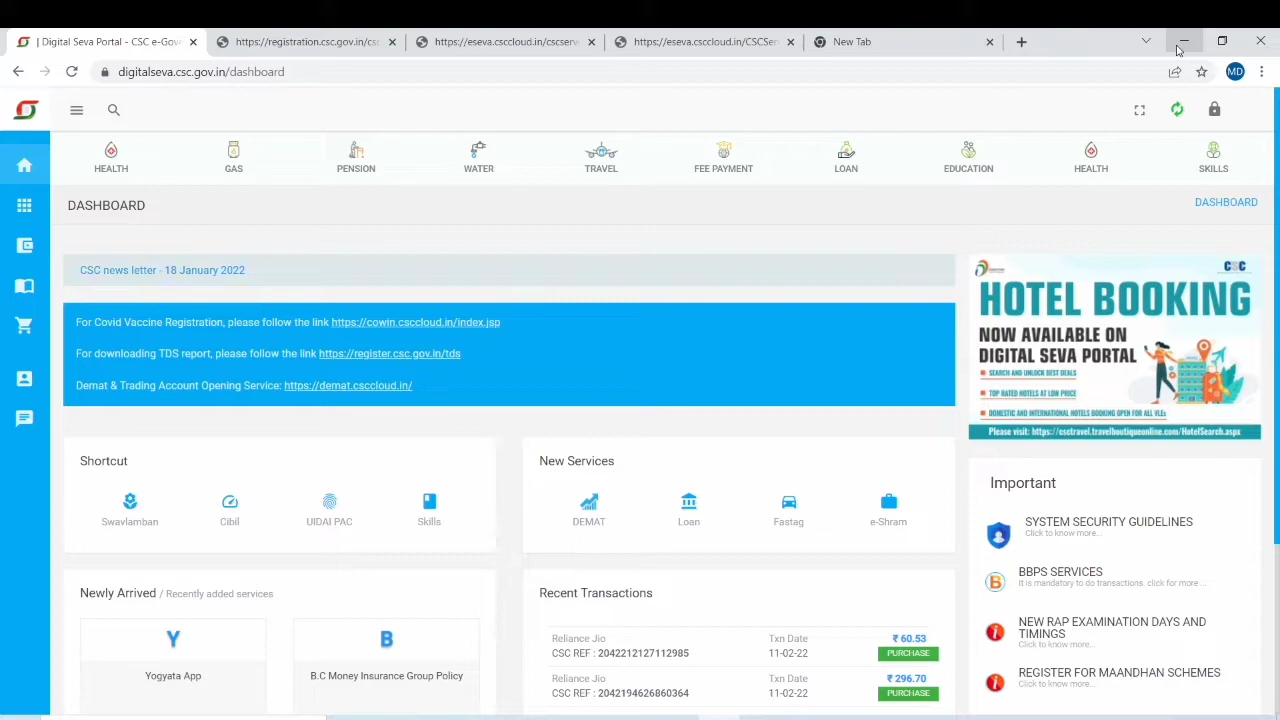 | Digital Seva Portal - CSC e-Gov
https://registration.csc.gov.in/csc
https://eseva.csccloud.in/cscserv
https://eseva.csccloud.in/CSCSer
New Tab
digitalseva.csc.gov.in/dashboard
MD
HEALTH
GAS
PENSION
WATER
TRAVEL
FEE PAYMENT
LOAN
EDUCATION
HEALTH
SKILLS
DASHBOARD
DASHBOARD
CSC news letter - 18 January 2022
For Covid Vaccine Registration, please follow the link https://cowin.csccloud.in/index.jsp
For downloading TDS report, please follow the link https://register.csc.gov.in/tds
Demat & Trading Account Opening Service: https://demat.csccloud.in/
CSC
HOTEL BOOKING
NOW AVAILABLE ON
DIGITAL SEVA PORTAL
SEARCH AND UNLOCK BEST DEALS
TOP RATED HOTELS AT LOW PRICE
DOMESTIC AND INTERNATIONAL HOTELS BOOKING OPEN FOR ALL VLEs
Please visit: https://csctravel.travelboutiqueonline.com/HotelSearch.aspx
Shortcut
Swavlamban
Cibil
UIDAI PAC
Skills
New Services
DEMAT
Loan
Fastag
e-Shram
Important
SYSTEM SECURITY GUIDELINES
Click to know more...
BBPS SERVICES
It is mandatory to do transactions. click for more ...
NEW RAP EXAMINATION DAYS AND
TIMINGS
Click to know more...
REGISTER FOR MAANDHAN SCHEMES
Click to know more...
Newly Arrived / Recently added services
Y
Yogyata App
B
B.C Money Insurance Group Policy
Recent Transactions
Reliance Jio
Txn Date
₹ 60.53
CSC REF : 2042212127112985
11-02-22
PURCHASE
Reliance Jio
Txn Date
₹ 296.70
CSC REF : 2042194626860364
11-02-22
PURCHASE